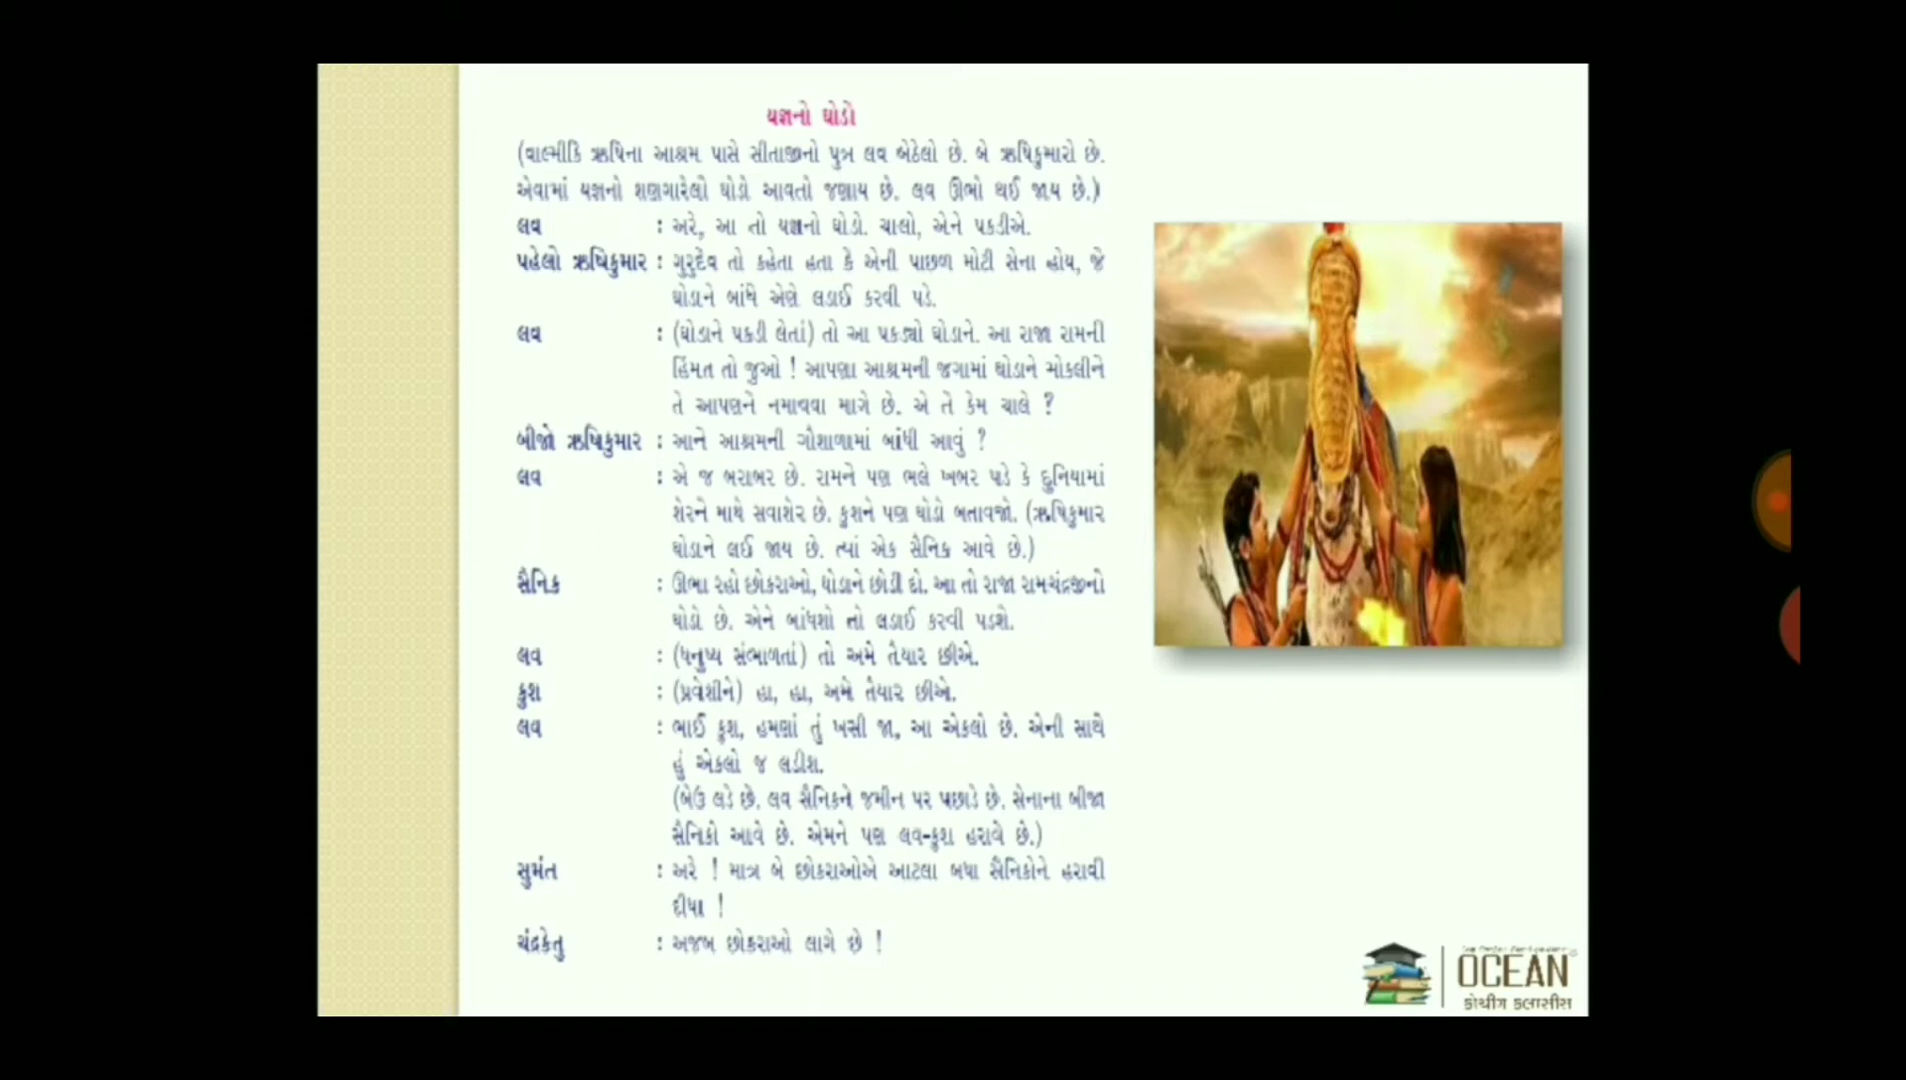 યજ્ઞનો ઘોડો
(વાલ્મીકિ ઋષિના આશ્રમ પાસે સીતાજીનો પુત્ર લવ બેઠેલો છે. બે ઋષિકુમારો છે.
એવામાં યજ્ઞનો શણગારેલો ઘોડો આવતો જણાય છે. લવ ઊભો થઈ જાય છે.)
લવ : અરે, આ તો યજ્ઞનો ઘોડો. ચાલો, એને પકડીએ.
પહેલો ઋષિકુમાર : ગુરુદેવ તો કહેતા હતા કે એની પાછળ મોટી સેના હોય, જે
ઘોડાને બાંધે એણે લડાઈ કરવી પડે.
લવ : (ઘોડાને પકડી લેતાં) તો આ પકડ્યો ઘોડાને. આ રાજા રામની
હિંમત તો જુઓ ! આપણા આશ્રમની જગામાં ઘોડાને મોકલીને
તે આપણને નમાવવા માગે છે. એ તે કેમ ચાલે ?
બીજો ઋષિકુમાર : આને આશ્રમની ગૌશાળામાં બાંધી આવું ?
લવ : એ જ બરાબર છે. રામને પણ ભલે ખબર પડે કે દુનિયામાં
શેરને માથે સવાશેર છે. કુશને પણ ઘોડો બતાવજો. (ઋષિકુમાર
ઘોડાને લઈ જાય છે. ત્યાં એક સૈનિક આવે છે.)
સૈનિક : ઊભા રહો છોકરાઓ, ઘોડાને છોડી દો. આ તો રાજા રામચંદ્રજીનો
ઘોડો છે. એને બાંધશો તો લડાઈ કરવી પડશે.
લવ : (ધનુષ્ય સંભાળતાં) તો અમે તૈયાર છીએ.
કુશ : (પ્રવેશીને) હા, હા, અમે તૈયાર છીએ.
લવ : ભાઈ કુશ, હમણાં તું ખસી જા, આ એકલો છે. એની સાથે
હું એકલો જ લડીશ.
(બેઉ લડે છે. લવ સૈનિકને જમીન પર પછાડે છે. સેનાના બીજા
સૈનિકો આવે છે. એમને પણ લવ-કુશ હરાવે છે.)
સુમંત : અરે ! માત્ર બે છોકરાઓએ આટલા બધા સૈનિકોને હરાવી
દીધા !
ચંદ્રકેતુ : અજબ છોકરાઓ લાગે છે !
OCEAN
કોચીંગ કલાસીસ